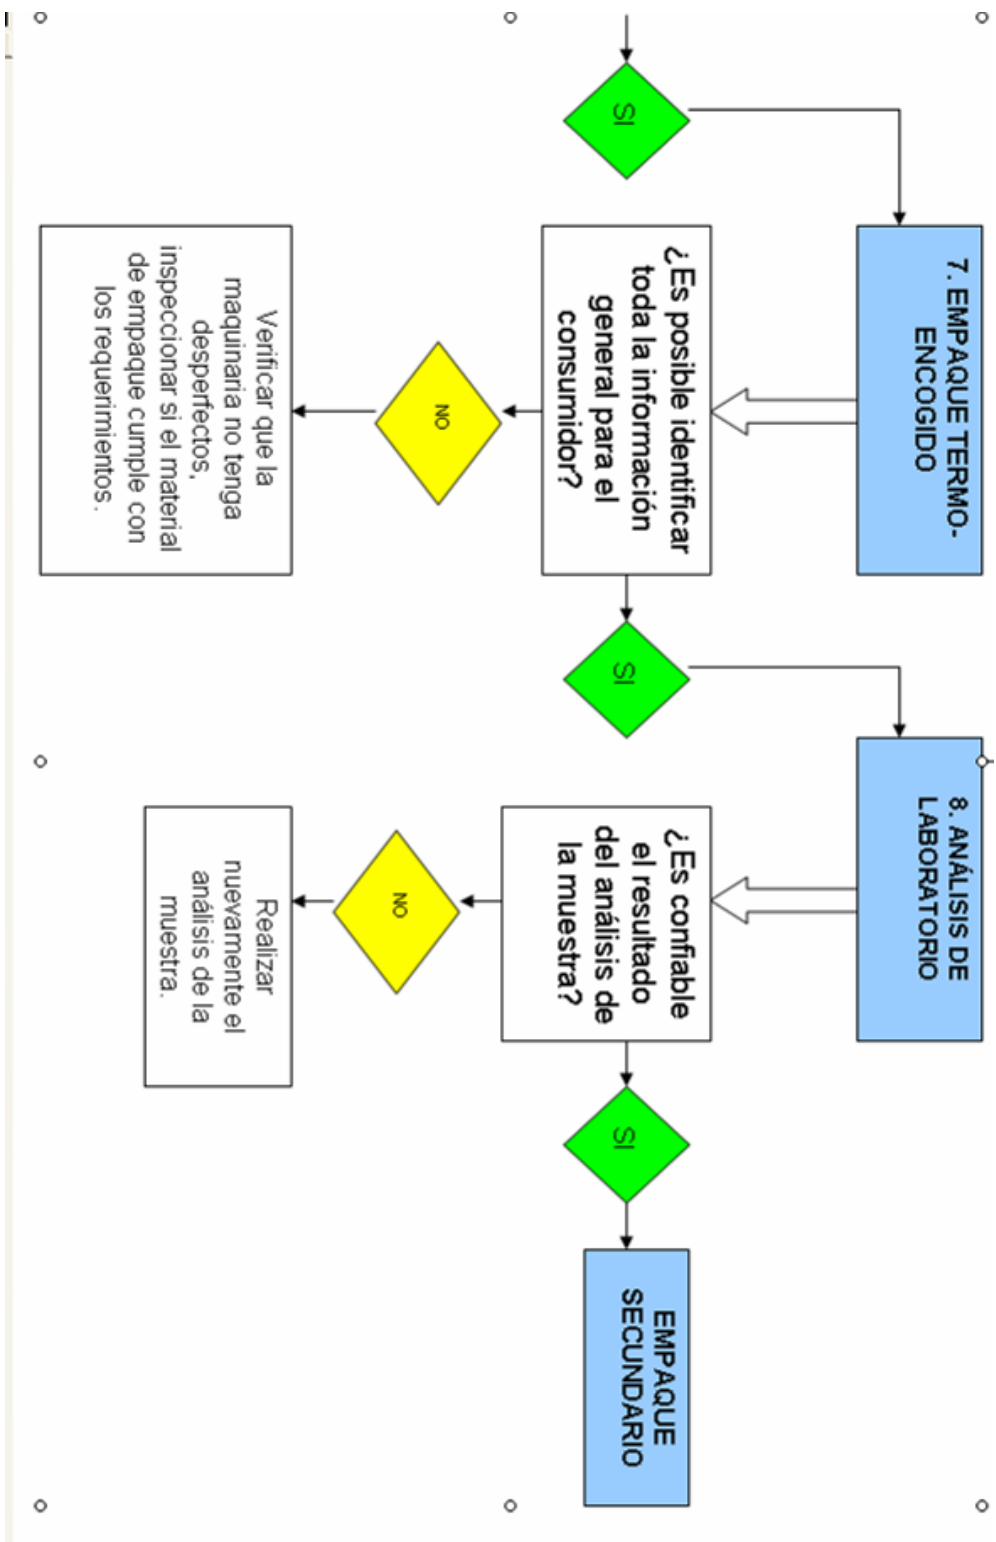 SI
7. EMPAQUE TERMO-
ENCOGIDO
¿Es posible identificar
toda la información
general para el
consumidor?
NO
Verificar que la
maquinaria no tenga
desperfectos,
inspeccionar si el material
de empaque cumple con
los requerimientos.
SI
8. ANÁLISIS DE
LABORATORIO
¿Es confiable
el resultado
del análisis de
la muestra?
NO
Realizar
nuevamente el
análisis de la
muestra.
SI
EMPAQUE
SECUNDARIO